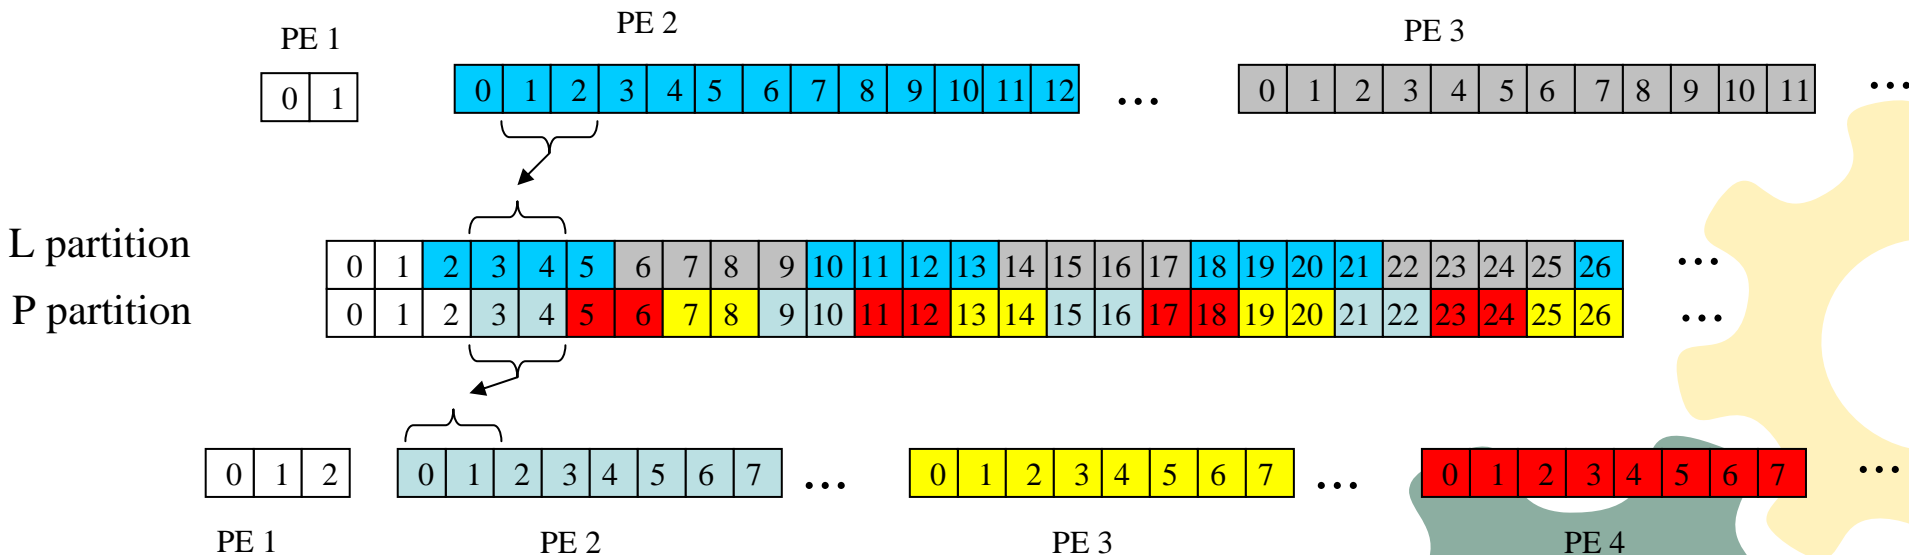 PE 1 PE 2 PE 3
0 1 0 1 2 3 4 5 6 7 8 9 10 11 12 ... 0 1 2 3 4 5 6 7 8 9 10 11 ...
L partition 0 1 2 3 4 5 6 7 8 9 10 11 12 13 14 15 16 17 18 19 20 21 22 23 24 25 26 ...
P partition 0 1 2 3 4 5 6 7 8 9 10 11 12 13 14 15 16 17 18 19 20 21 22 23 24 25 26 ...
0 1 2 0 1 2 3 4 5 6 7 ... 0 1 2 3 4 5 6 7 ... 0 1 2 3 4 5 6 7 ...
PE 1 PE 2 PE 3 PE 4